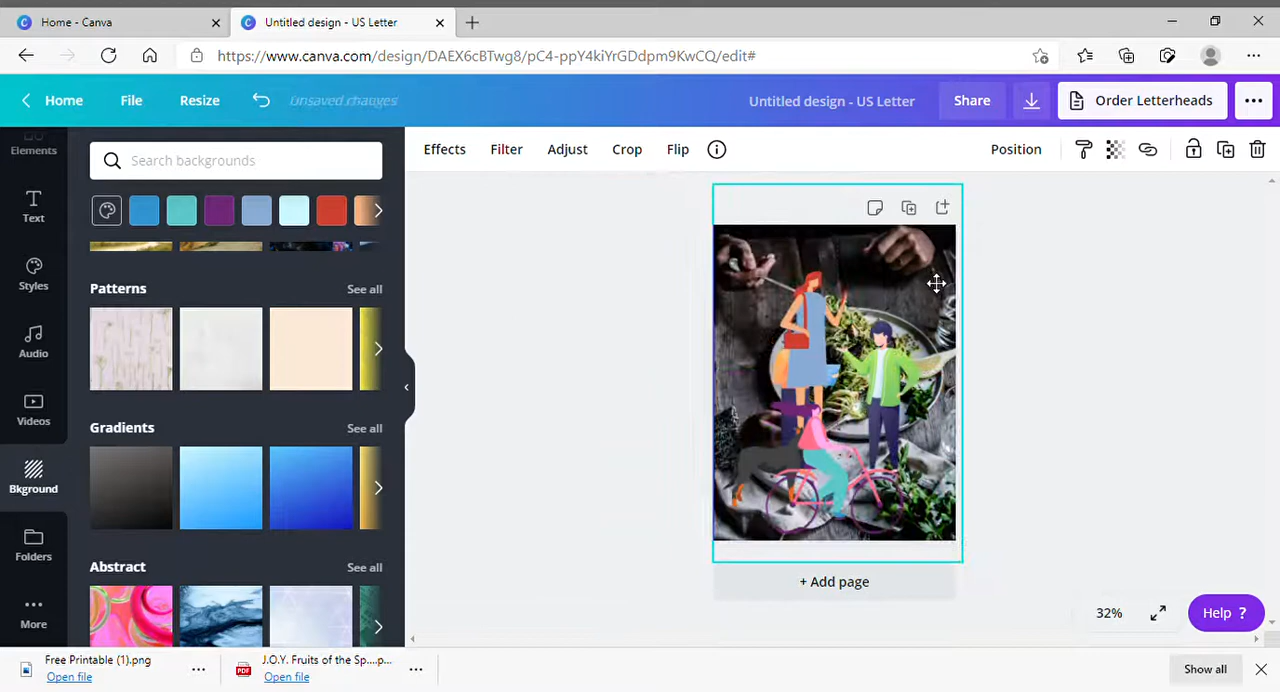 Home - Canva
Untitled design - US Letter
https://www.canva.com/design/DAEX6cBTwg8/pC4-ppY4kiYrGDdpm9KwCQ/edit#
Home
File
Resize
Unsaved changes
Untitled design - US Letter
Share
Order Letterheads
Elements
Text
Styles
Audio
Videos
Bkground
Folders
More
Search backgrounds
Patterns
See all
Gradients
See all
Abstract
See all
Effects
Filter
Adjust
Crop
Flip
Position
+ Add page
32%
Help ?
Free Printable (1).png
Open file
J.O.Y. Fruits of the Sp....p...
Open file
Show all